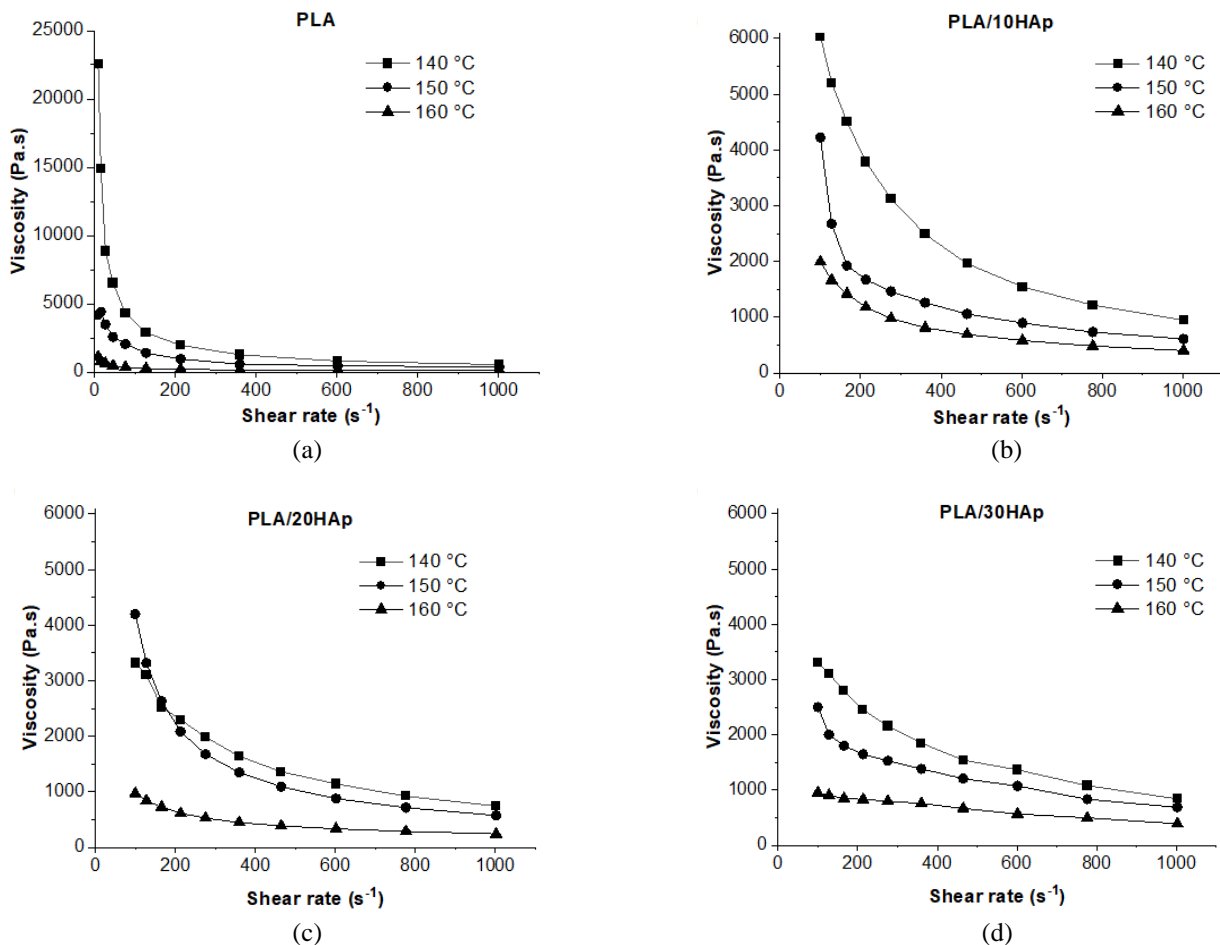 PLA
25000
20000
15000
10000
5000
0
Viscosity (Pa.s)
140 °C
150 °C
160 °C
0 200 400 600 800 1000
Shear rate (s⁻¹)
(a)
PLA/10HAp
6000
5000
4000
3000
2000
1000
0
Viscosity (Pa.s)
140 °C
150 °C
160 °C
0 200 400 600 800 1000
Shear rate (s⁻¹)
(b)
PLA/20HAp
6000
5000
4000
3000
2000
1000
0
Viscosity (Pa.s)
140 °C
150 °C
160 °C
0 200 400 600 800 1000
Shear rate (s⁻¹)
(c)
PLA/30HAp
6000
5000
4000
3000
2000
1000
0
Viscosity (Pa.s)
140 °C
150 °C
160 °C
0 200 400 600 800 1000
Shear rate (s⁻¹)
(d)